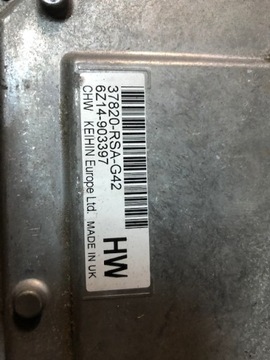 37820-RSA-G42
6Z14-903397
CHW KEIHIN Europe Ltd. MADE IN UK
HW